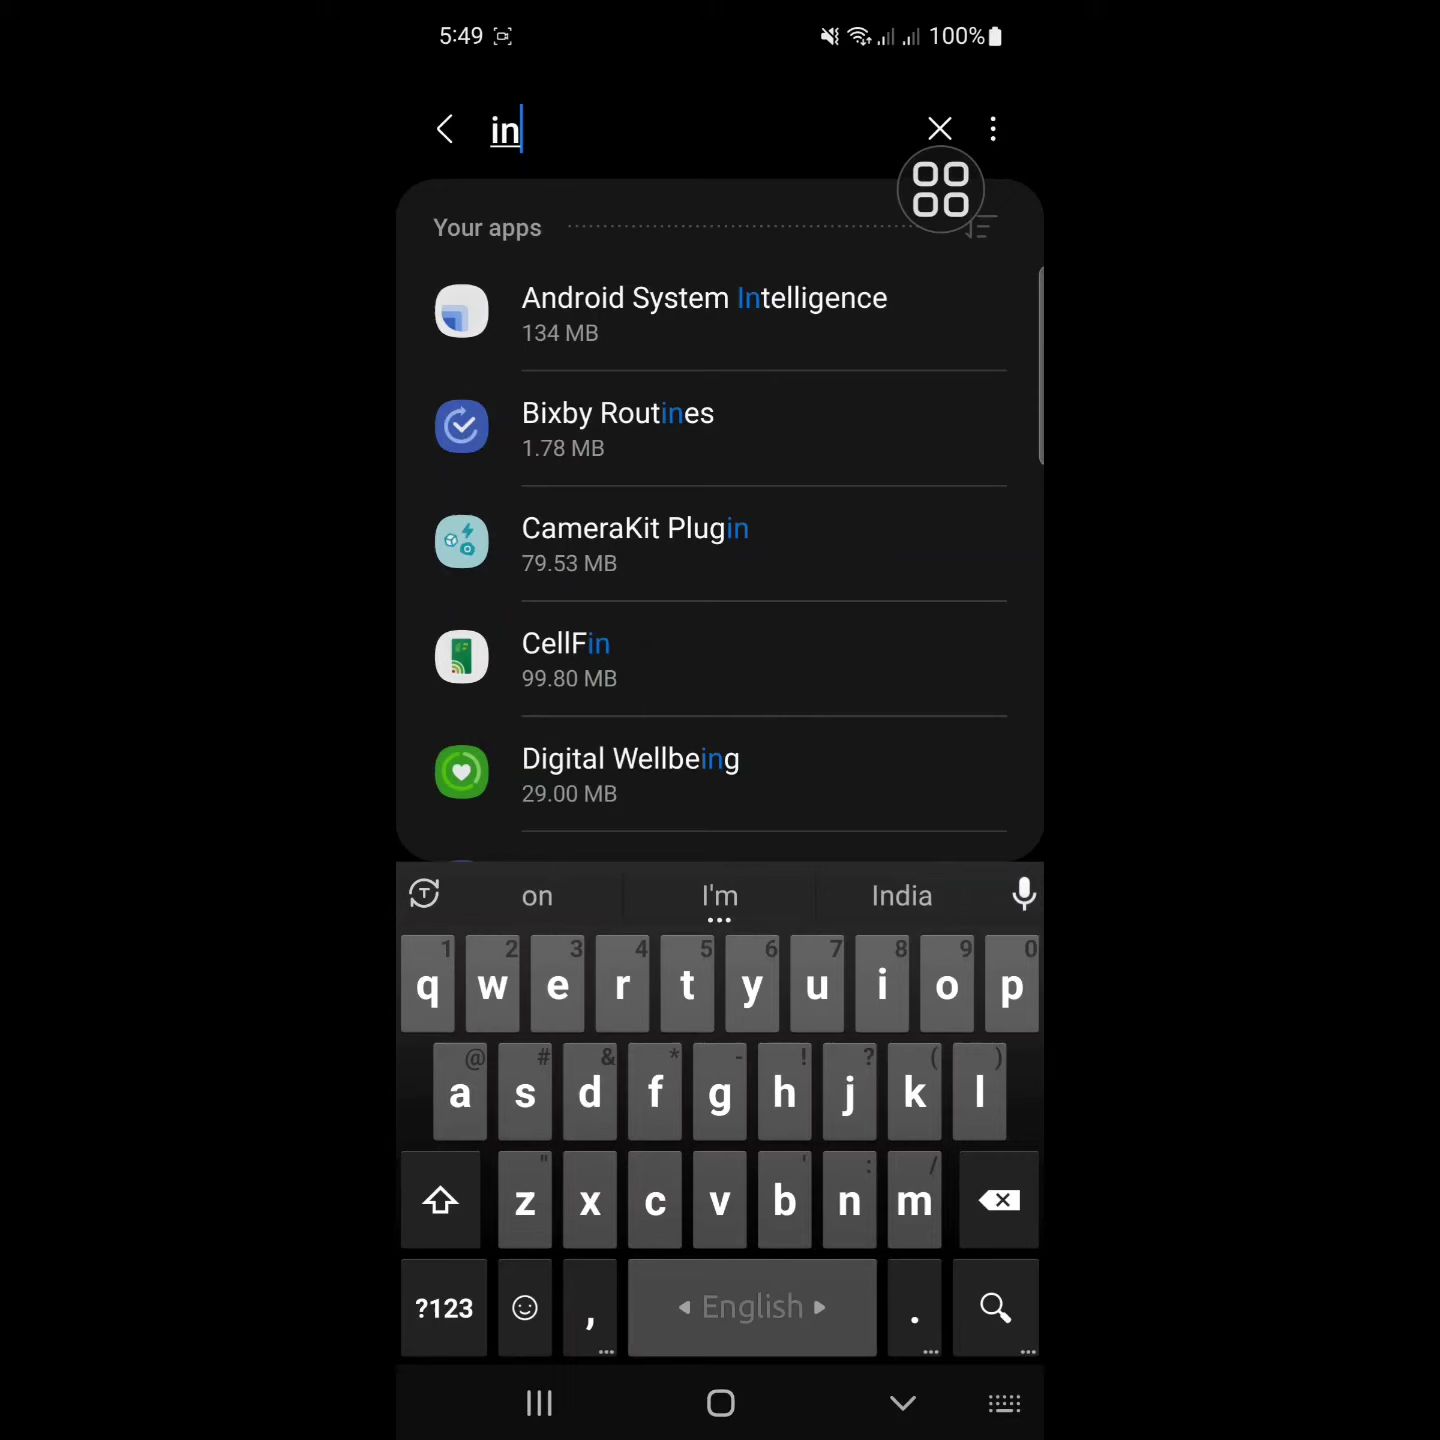 5:49 100%
in
Your apps
Android System Intelligence
134 MB
Bixby Routines
1.78 MB
CameraKit Plugin
79.53 MB
CellFin
99.80 MB
Digital Wellbeing
29.00 MB
T on I'm India
1 2 3 4 5 6 7 8 9 0
q w e r t y u i o p
@ # & * - ! ? ( )
a s d f g h j k l
" ' : /
z x c v b n m
?123 , English .